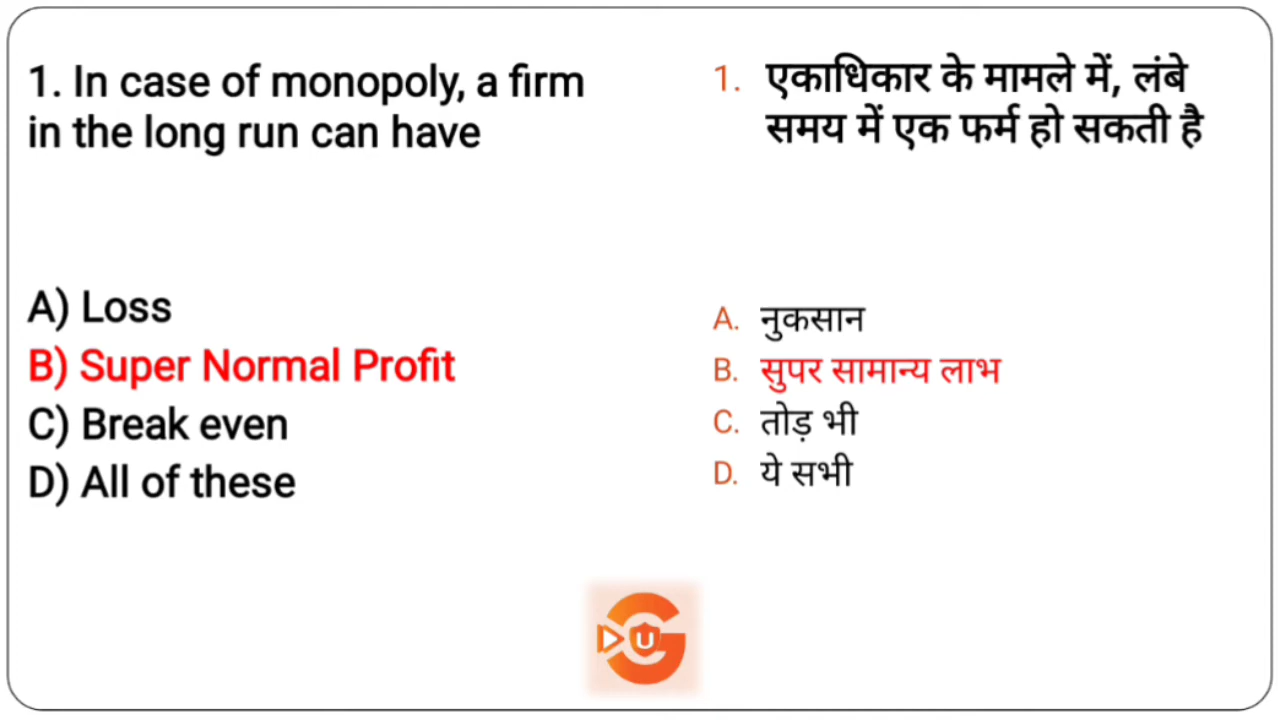 1. In case of monopoly, a firm
in the long run can have
A) Loss
B) Super Normal Profit
C) Break even
D) All of these
1. एकाधिकार के मामले में, लंबे
समय में एक फर्म हो सकती है
A. नुकसान
B. सुपर सामान्य लाभ
C. तोड़ भी
D. ये सभी
U